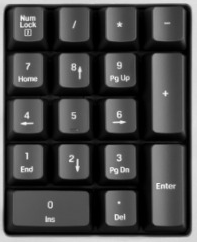 Num
Lock
/
*
-
7
Home
8
9
Pg Up
+
4
5
6
1
End
2
3
Pg Dn
Enter
0
Ins
.
Del